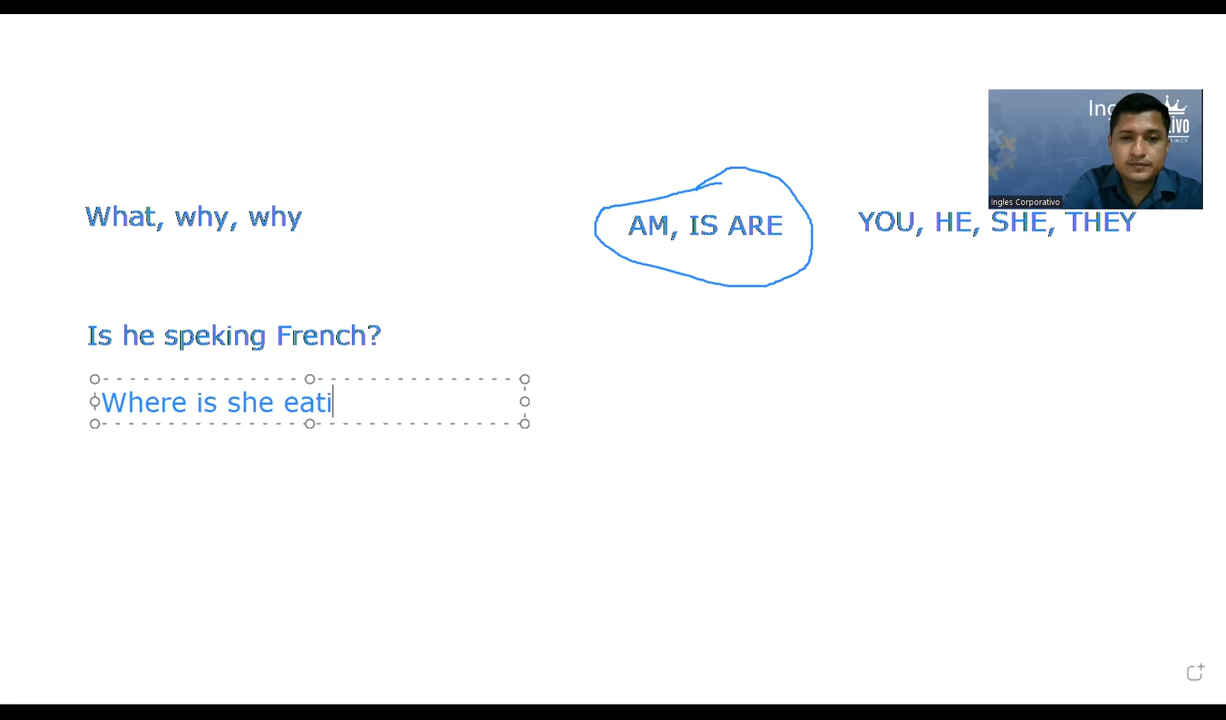 What, why, why
AM, IS ARE
YOU, HE, SHE, THEY
Ingles Corporativo
Is he speking French?
Where is she eati